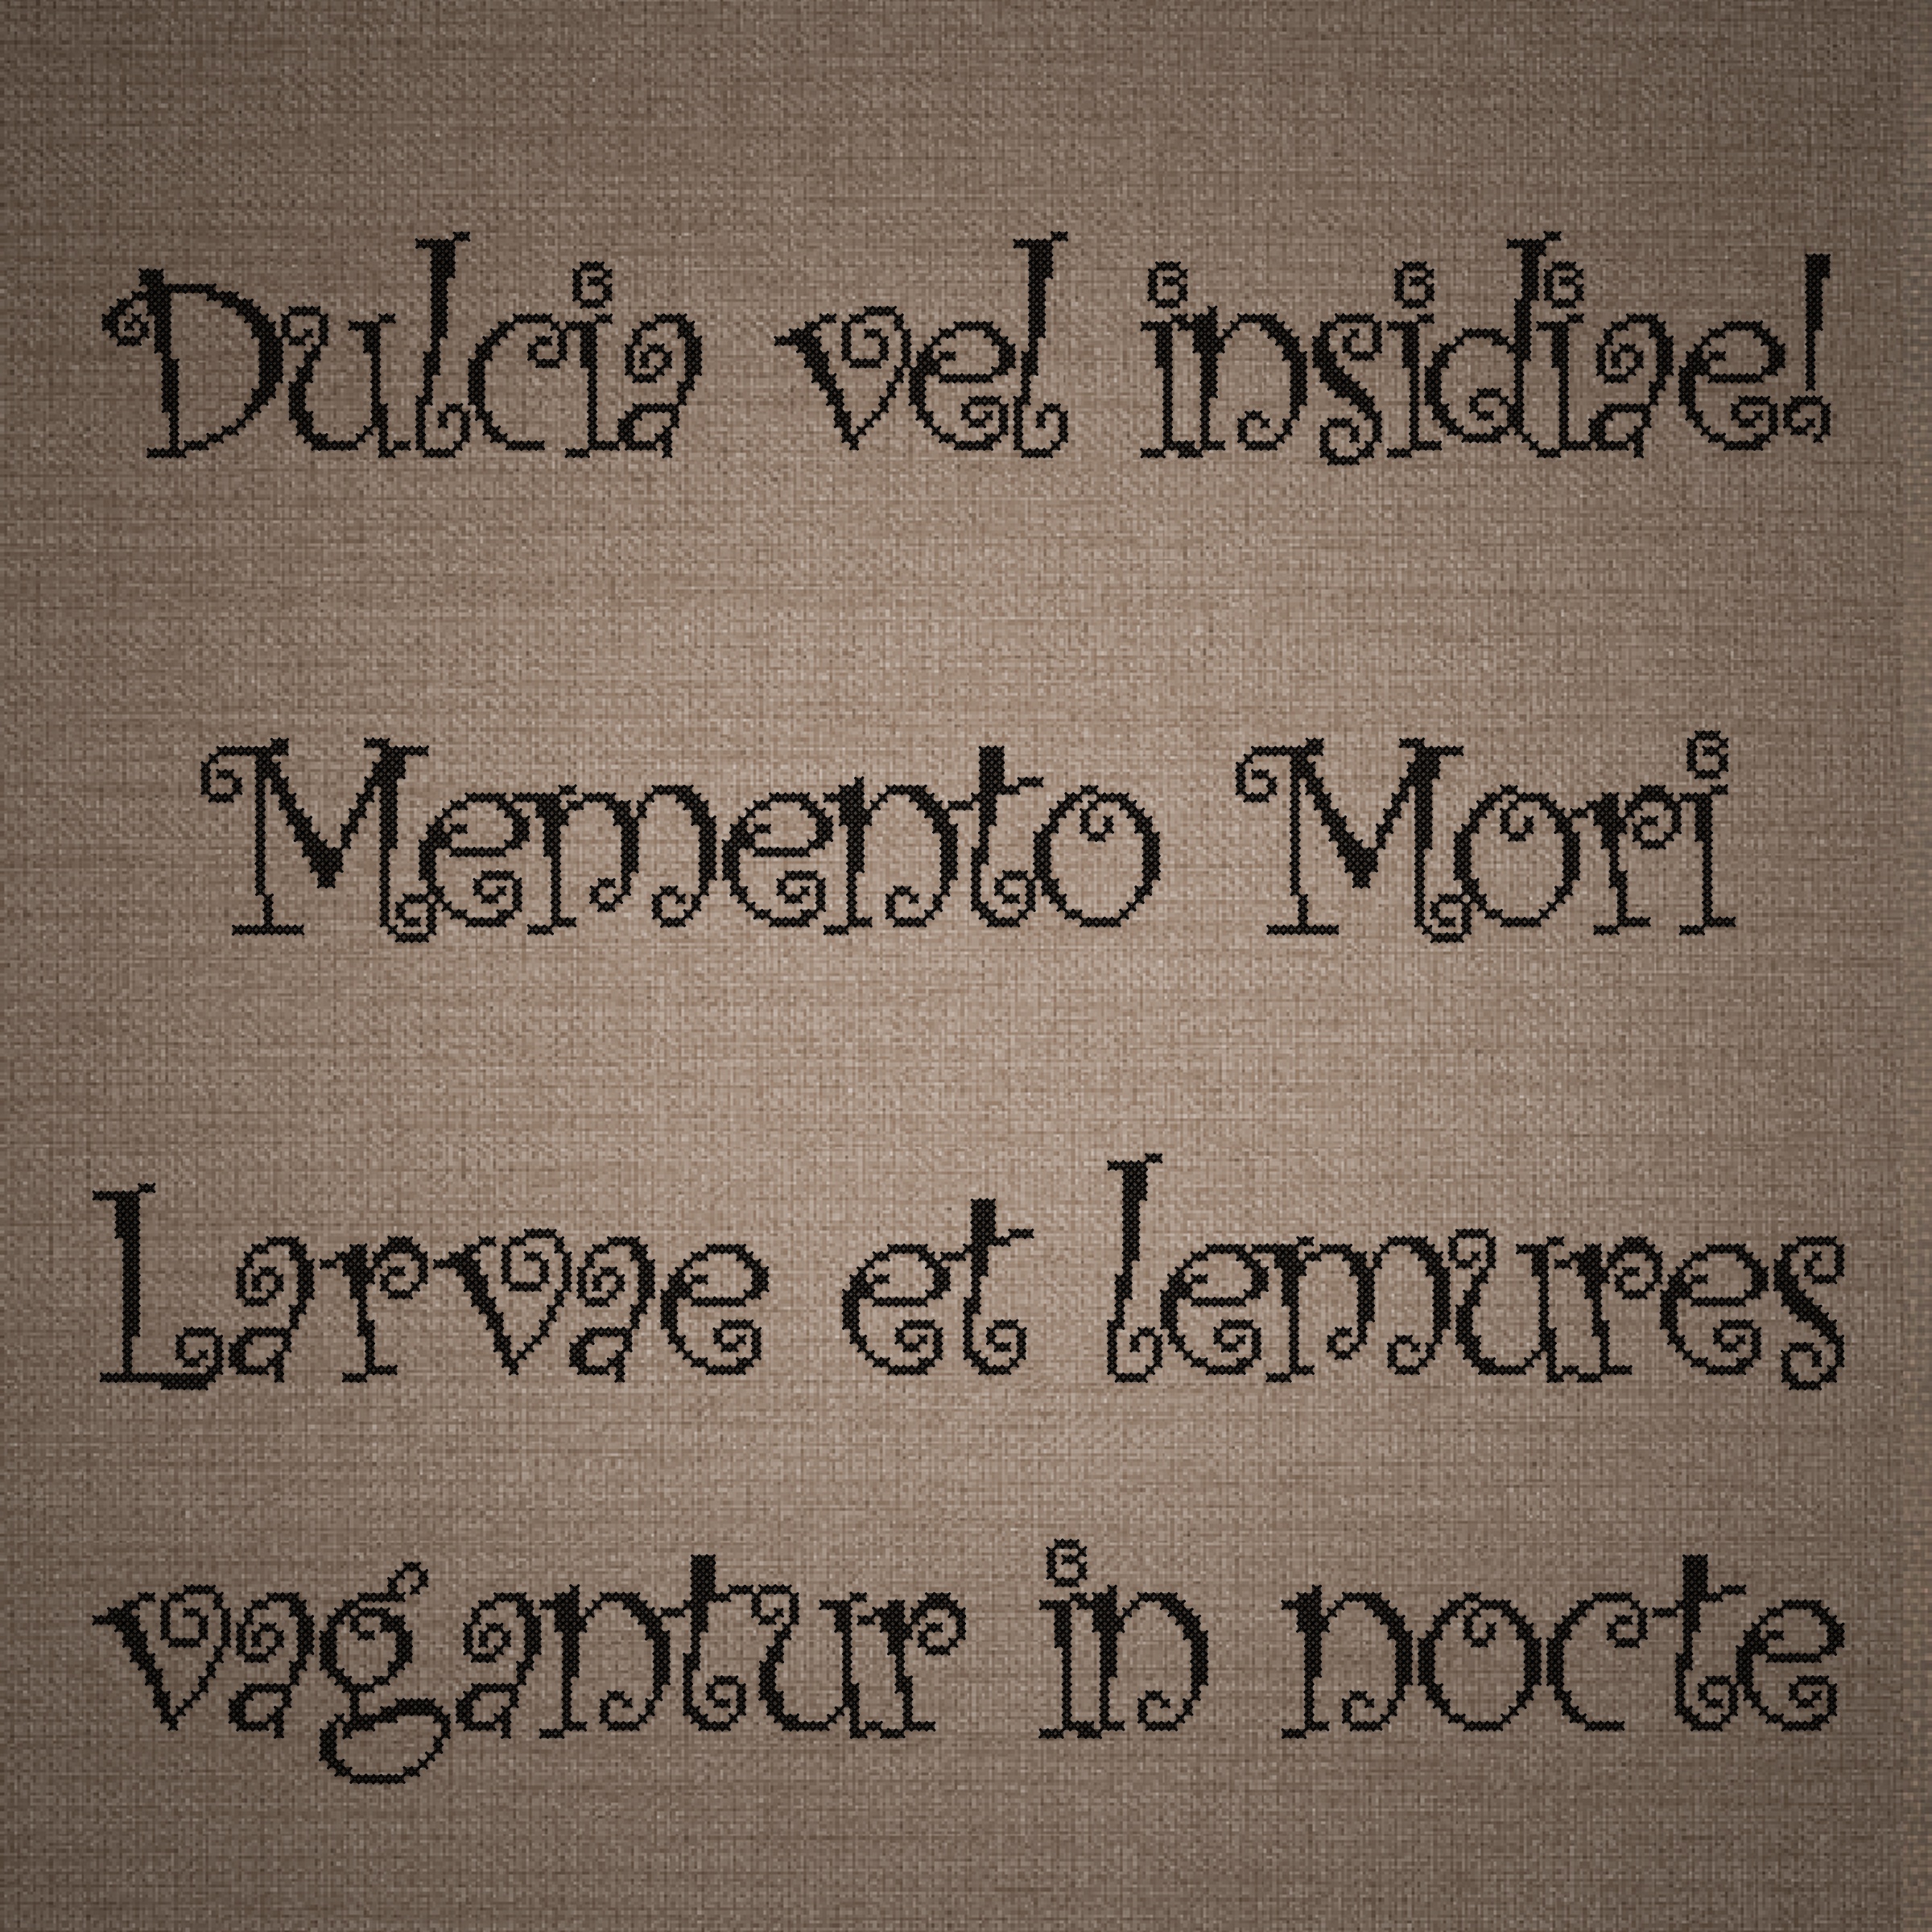 Dulcia vel insidiae!
Memento Mori
Larvae et lemures
vagantur in nocte